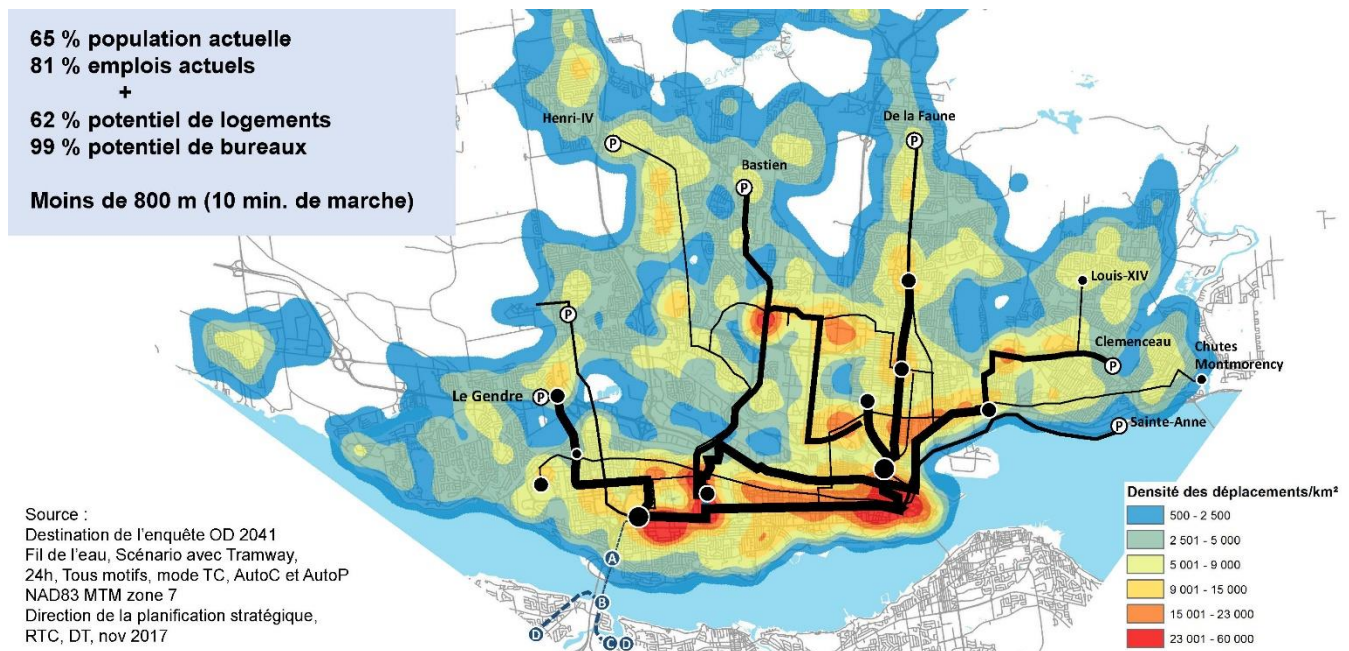 65 % population actuelle
81 % emplois actuels
+
62 % potentiel de logements
99 % potentiel de bureaux
Moins de 800 m (10 min. de marche)
Henri-IV
P
De la Faune
P
Bastien
P
Louis-XIV
P
Clemenceau
P
Chutes
Montmorency
Le Gendre
P
Sainte-Anne
P
A
B
D
C
D
Source :
Destination de l'enquête OD 2041
Fil de l'eau, Scénario avec Tramway,
24h, Tous motifs, mode TC, AutoC et AutoP
NAD83 MTM zone 7
Direction de la planification stratégique,
RTC, DT, nov 2017
Densité des déplacements/km²
500 - 2 500
2 501 - 5 000
5 001 - 9 000
9 001 - 15 000
15 001 - 23 000
23 001 - 60 000